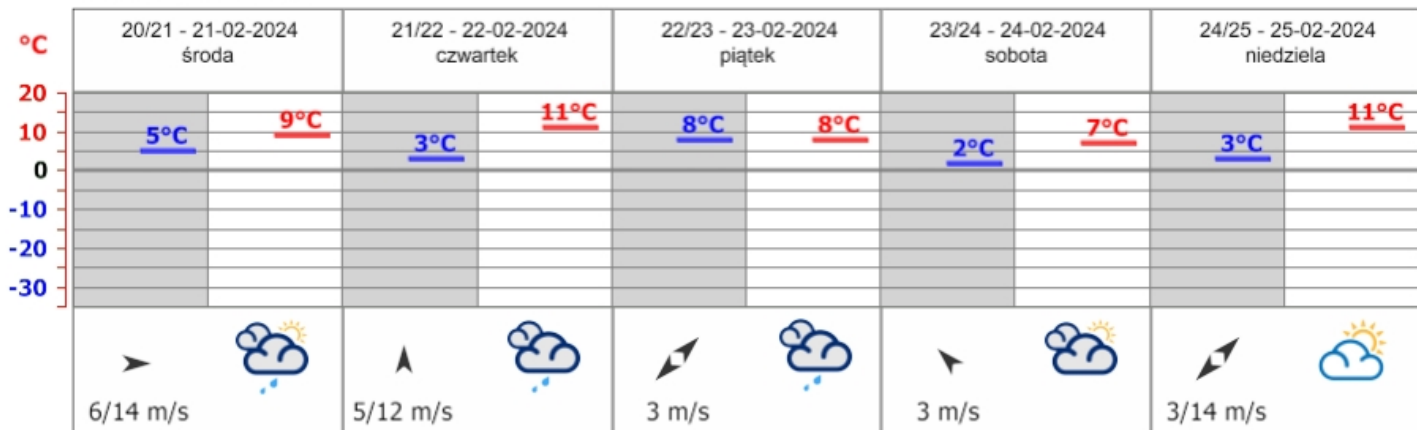 °C
20/21 - 21-02-2024
środa
21/22 - 22-02-2024
czwartek
22/23 - 23-02-2024
piątek
23/24 - 24-02-2024
sobota
24/25 - 25-02-2024
niedziela
20
10
0
-10
-20
-30
5°C
9°C
3°C
11°C
8°C
8°C
2°C
7°C
3°C
11°C
6/14 m/s
5/12 m/s
3 m/s
3 m/s
3/14 m/s